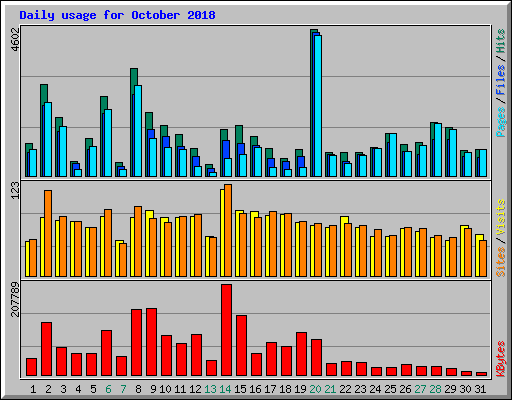 Daily usage for October 2018
4602
Pages / Files / Hits
123
Sites / Visits
207789
KBytes
1 2 3 4 5 6 7 8 9 10 11 12 13 14 15 16 17 18 19 20 21 22 23 24 25 26 27 28 29 30 31